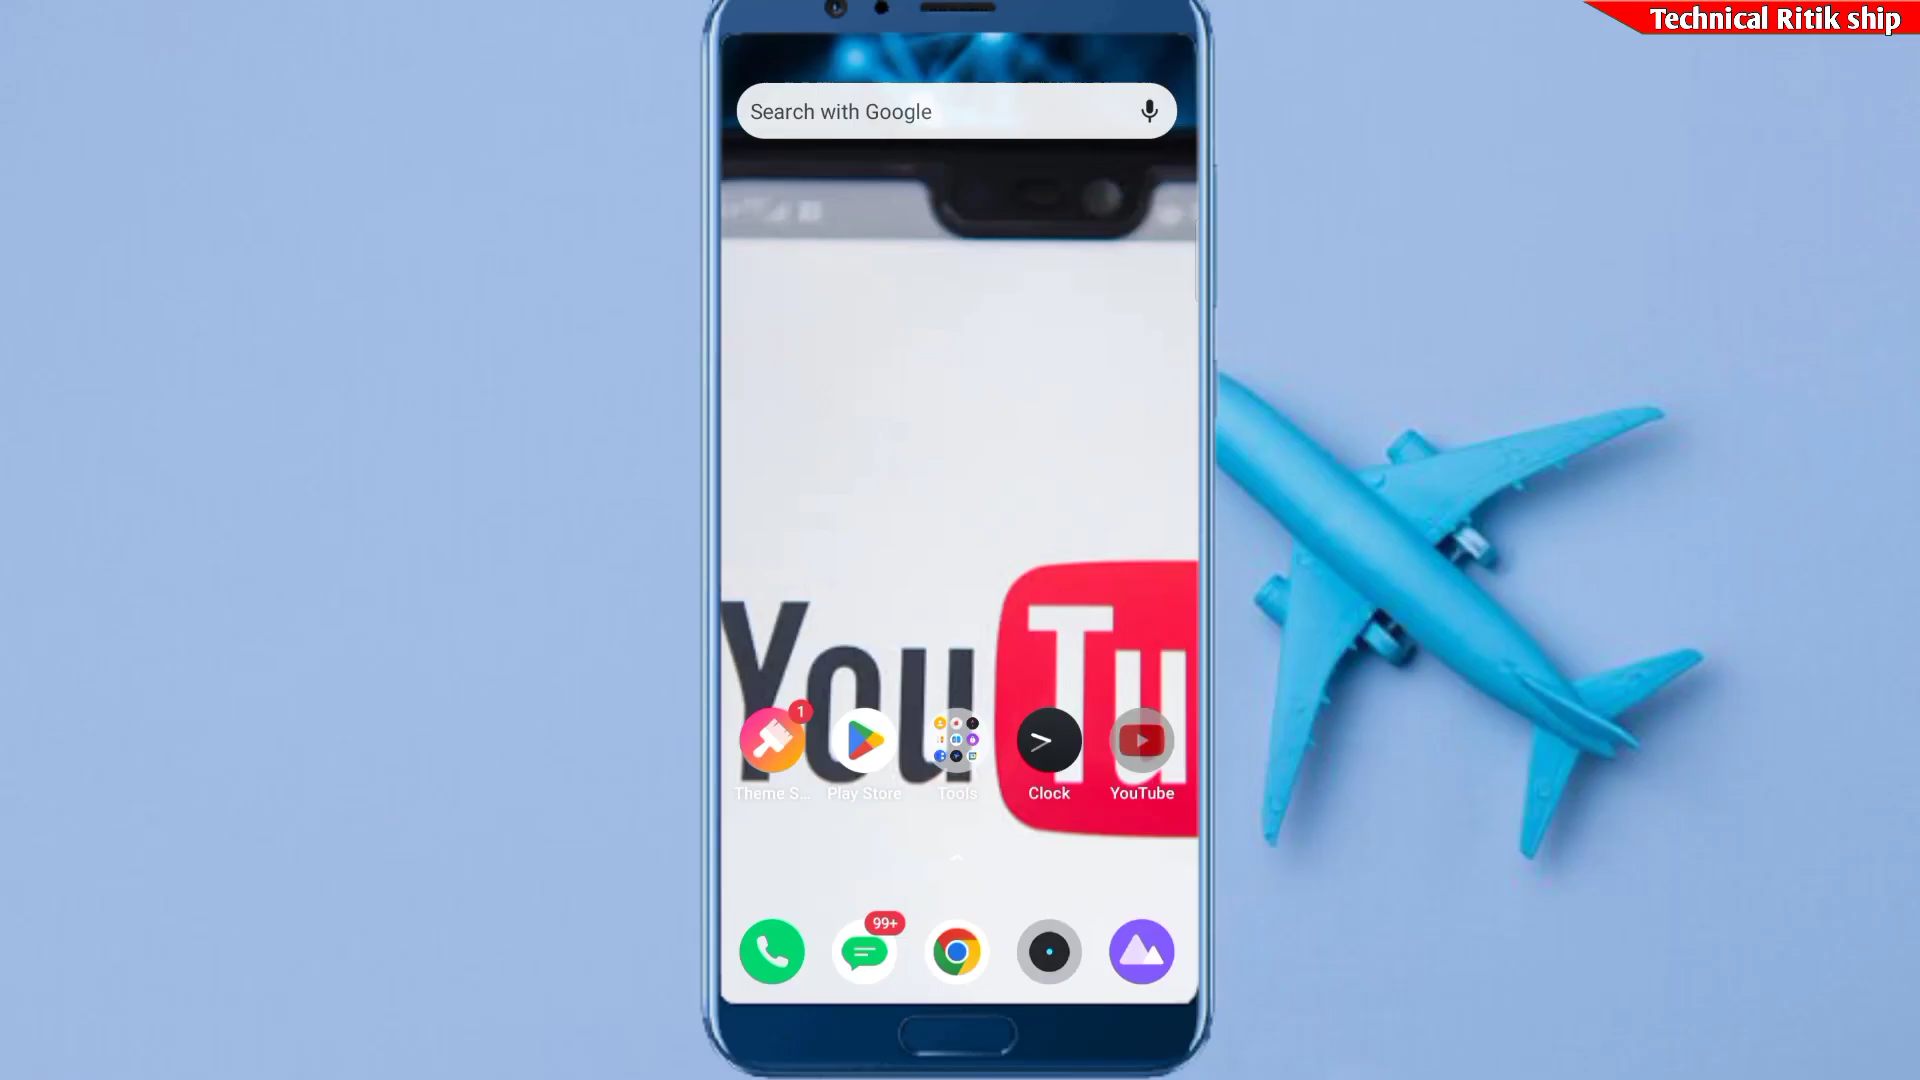 Technical Ritik ship
Search with Google
YouTu
1
Theme S...
Play Store
Tools
Clock
YouTube
99+